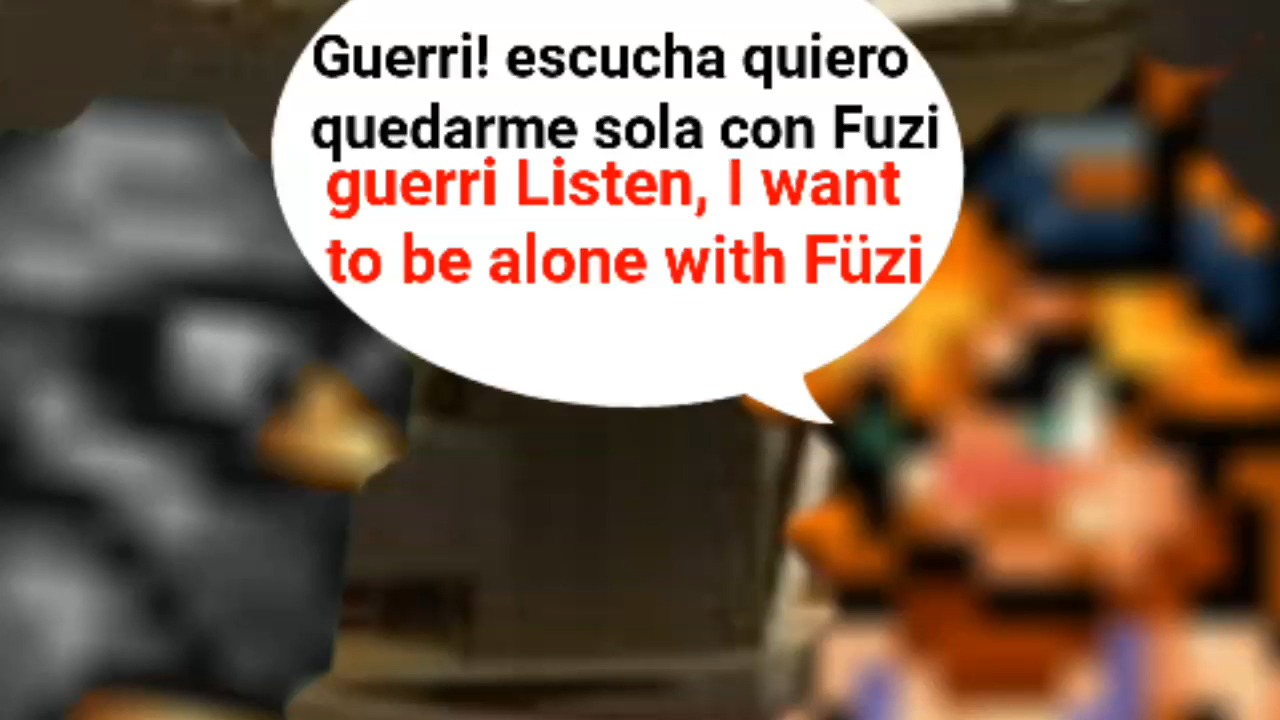 Guerri! escucha quiero
quedarme sola con Fuzi
guerri Listen, I want
to be alone with Füzi